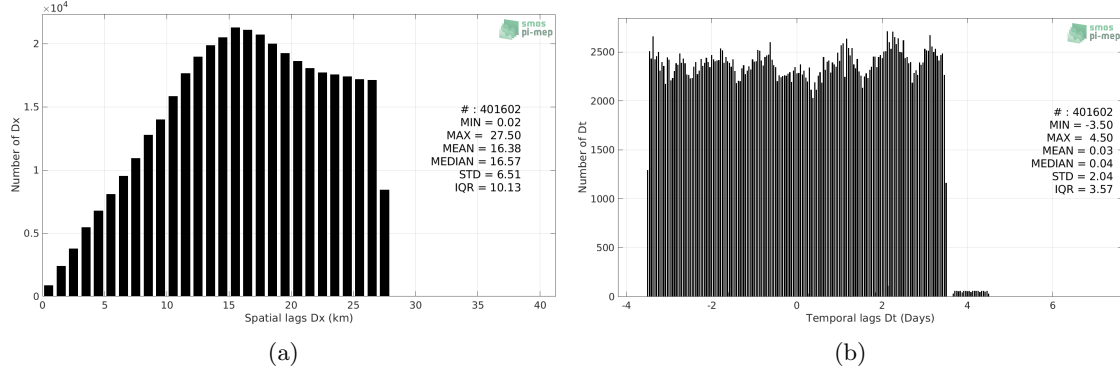 ×10⁴
2
1.5
1
0.5
0
Number of Dx
0 5 10 15 20 25 30 35 40
Spatial lags Dx (km)
smos
pi-mep
# : 401602
MIN = 0.02
MAX = 27.50
MEAN = 16.38
MEDIAN = 16.57
STD = 6.51
IQR = 10.13
(a)
2500
2000
1500
1000
500
0
Number of Dt
-4 -2 0 2 4 6
Temporal lags Dt (Days)
smos
pi-mep
# : 401602
MIN = -3.50
MAX = 4.50
MEAN = 0.03
MEDIAN = 0.04
STD = 2.04
IQR = 3.57
(b)